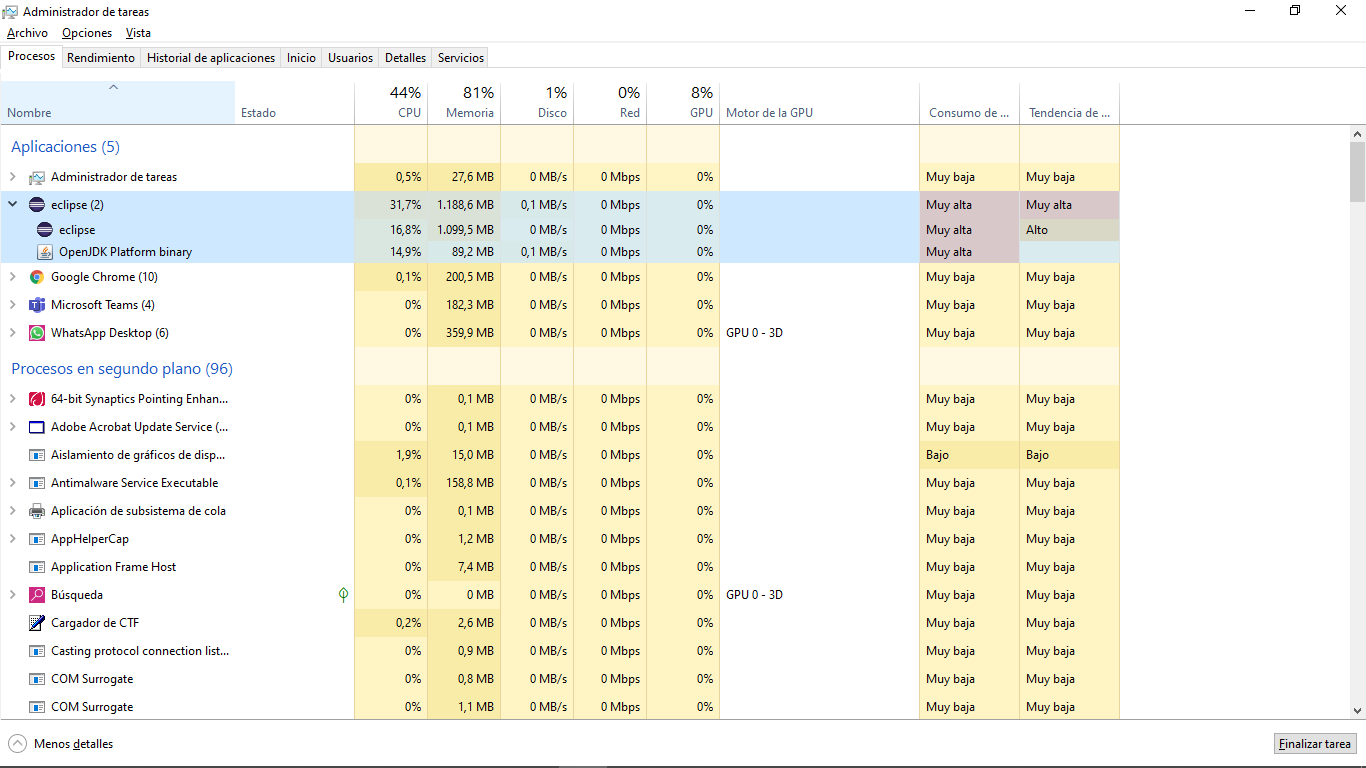 Administrador de tareas
Archivo Opciones Vista
Procesos Rendimiento Historial de aplicaciones Inicio Usuarios Detalles Servicios
44% 81% 1% 0% 8%
Nombre Estado CPU Memoria Disco Red GPU Motor de la GPU Consumo de ... Tendencia de ...
Aplicaciones (5)
Administrador de tareas 0,5% 27,6 MB 0 MB/s 0 Mbps 0% Muy baja Muy baja
eclipse (2) 31,7% 1.188,6 MB 0,1 MB/s 0 Mbps 0% Muy alta Muy alta
eclipse 16,8% 1.099,5 MB 0 MB/s 0 Mbps 0% Muy alta Alto
OpenJDK Platform binary 14,9% 89,2 MB 0,1 MB/s 0 Mbps 0% Muy alta
Google Chrome (10) 0,1% 200,5 MB 0 MB/s 0 Mbps 0% Muy baja Muy baja
Microsoft Teams (4) 0% 182,3 MB 0 MB/s 0 Mbps 0% Muy baja Muy baja
WhatsApp Desktop (6) 0% 359,9 MB 0 MB/s 0 Mbps 0% GPU 0 - 3D Muy baja Muy baja
Procesos en segundo plano (96)
64-bit Synaptics Pointing Enhan... 0% 0,1 MB 0 MB/s 0 Mbps 0% Muy baja Muy baja
Adobe Acrobat Update Service (... 0% 0,1 MB 0 MB/s 0 Mbps 0% Muy baja Muy baja
Aislamiento de gráficos de disp... 1,9% 15,0 MB 0 MB/s 0 Mbps 0% Bajo Bajo
Antimalware Service Executable 0,1% 158,8 MB 0 MB/s 0 Mbps 0% Muy baja Muy baja
Aplicación de subsistema de cola 0% 0,1 MB 0 MB/s 0 Mbps 0% Muy baja Muy baja
AppHelperCap 0% 1,2 MB 0 MB/s 0 Mbps 0% Muy baja Muy baja
Application Frame Host 0% 7,4 MB 0 MB/s 0 Mbps 0% Muy baja Muy baja
Búsqueda 0% 0 MB 0 MB/s 0 Mbps 0% GPU 0 - 3D Muy baja Muy baja
Cargador de CTF 0,2% 2,6 MB 0 MB/s 0 Mbps 0% Muy baja Muy baja
Casting protocol connection list... 0% 0,9 MB 0 MB/s 0 Mbps 0% Muy baja Muy baja
COM Surrogate 0% 0,8 MB 0 MB/s 0 Mbps 0% Muy baja Muy baja
COM Surrogate 0% 1,1 MB 0 MB/s 0 Mbps 0% Muy baja Muy baja
Menos detalles Finalizar tarea